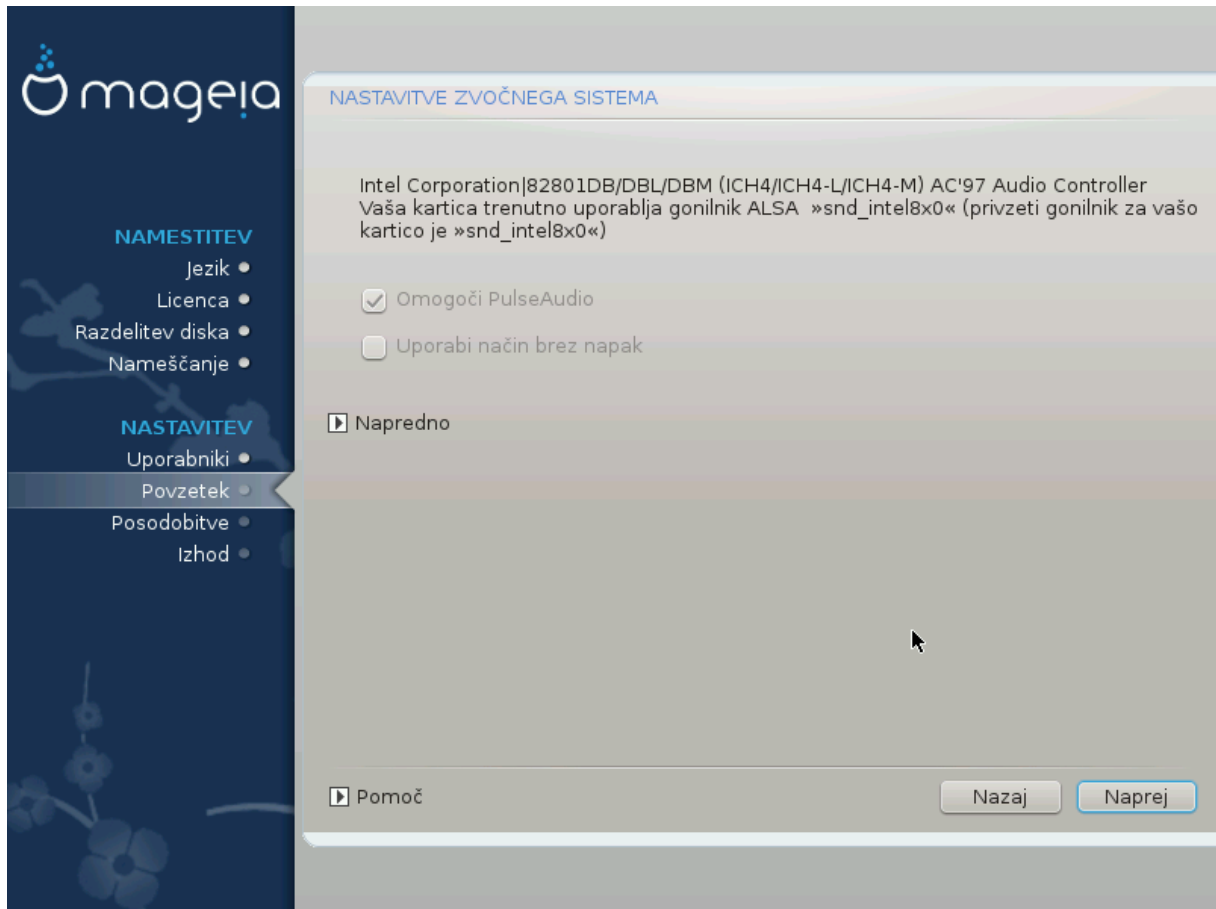 mageia
NAMESTITEV
Jezik
Licenca
Razdelitev diska
Nameščanje
NASTAVITEV
Uporabniki
Povzetek
Posodobitve
Izhod
NASTAVITVE ZVOČNEGA SISTEMA
Intel Corporation|82801DB/DBL/DBM (ICH4/ICH4-L/ICH4-M) AC'97 Audio Controller
Vaša kartica trenutno uporablja gonilnik ALSA »snd_intel8x0« (privzeti gonilnik za vašo
kartico je »snd_intel8x0«)
Omogoči PulseAudio
Uporabi način brez napak
Napredno
Pomoč
Nazaj
Naprej